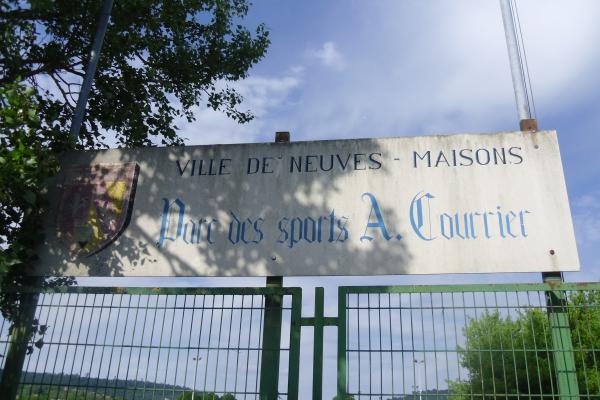 VILLE DE NEUVES - MAISONS
Parc des sports A. Courrier